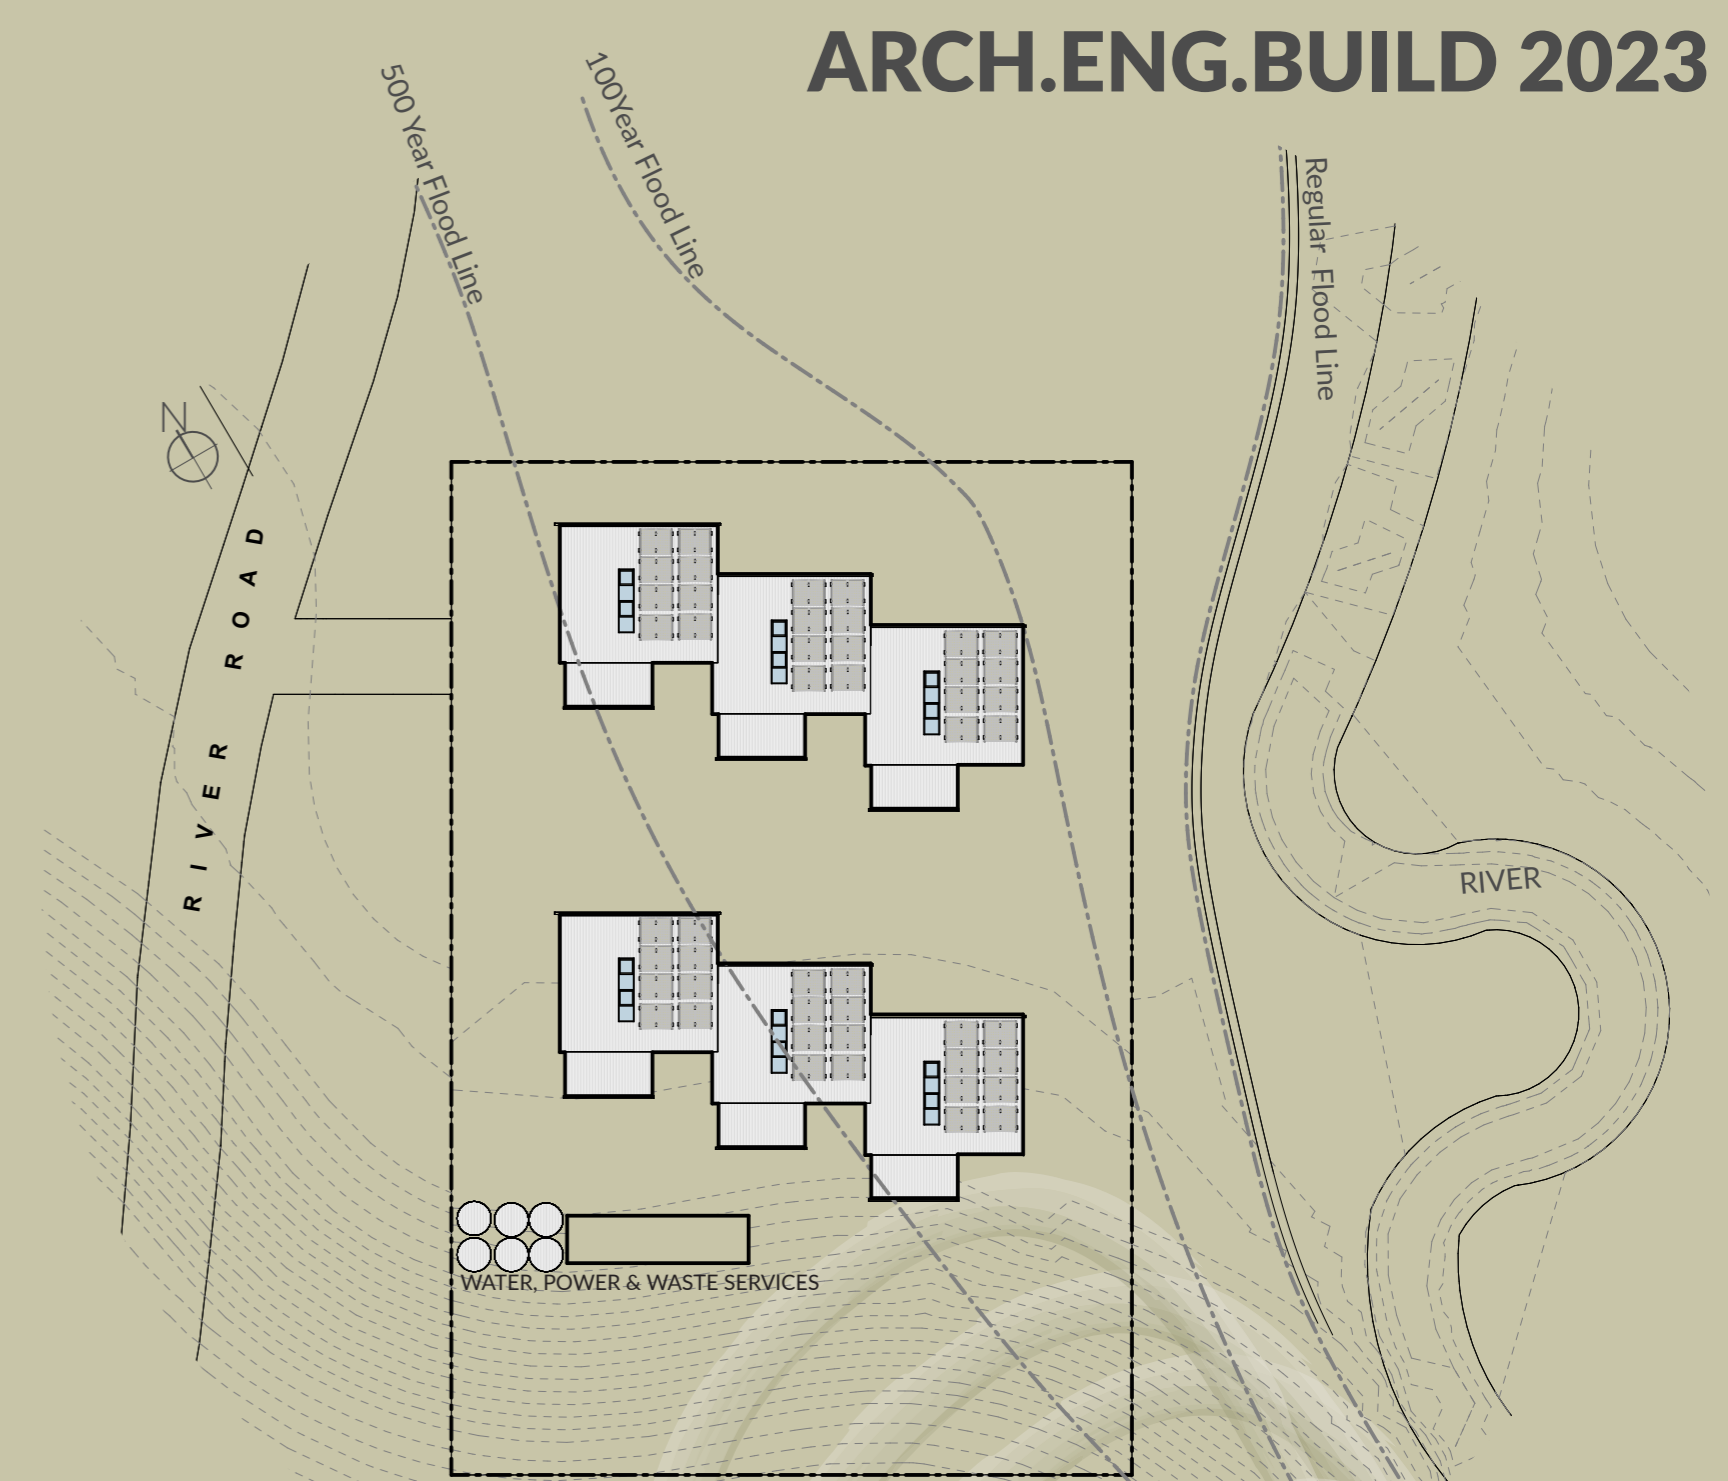 ARCH.ENG.BUILD 2023
500 Year Flood Line
100Year Flood Line
Regular Flood Line
N
RIVER ROAD
RIVER
WATER, POWER & WASTE SERVICES